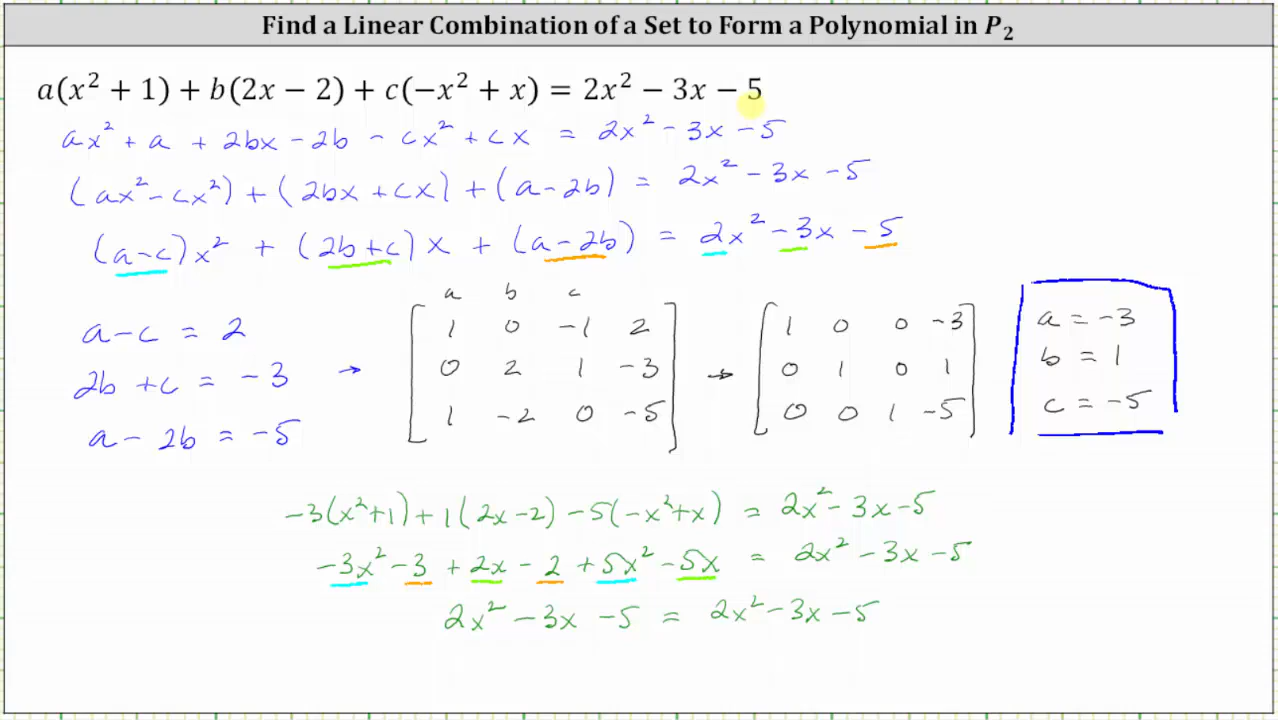 Find a Linear Combination of a Set to Form a Polynomial in P₂
a(x² + 1) + b(2x − 2) + c(−x² + x) = 2x² − 3x − 5
ax² + a + 2bx − 2b − cx² + cx = 2x² − 3x − 5
(ax² − cx²) + (2bx + cx) + (a − 2b) = 2x² − 3x − 5
(a − c)x² + (2b + c)x + (a − 2b) = 2x² − 3x − 5
a − c = 2
2b + c = −3
a − 2b = −5
→
a b c
1 0 −1 2
0 2 1 −3
1 −2 0 −5
→
1 0 0 −3
0 1 0 1
0 0 1 −5
a = −3
b = 1
c = −5
−3(x² + 1) + 1(2x − 2) − 5(−x² + x) = 2x² − 3x − 5
−3x² − 3 + 2x − 2 + 5x² − 5x = 2x² − 3x − 5
2x² − 3x − 5 = 2x² − 3x − 5